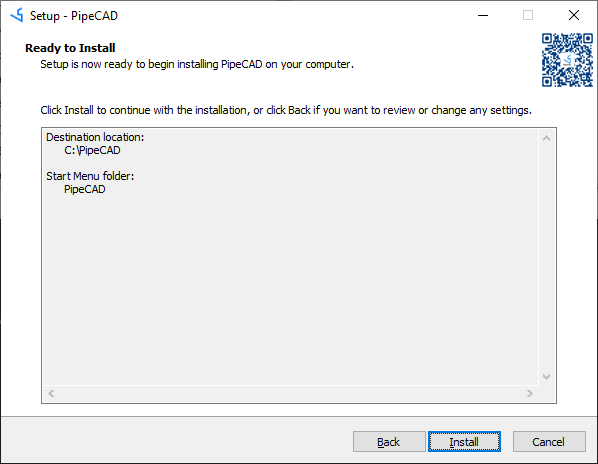 Setup - PipeCAD
Ready to Install
Setup is now ready to begin installing PipeCAD on your computer.
Click Install to continue with the installation, or click Back if you want to review or change any settings.
Destination location:
C:\PipeCAD
Start Menu folder:
PipeCAD
Back
Install
Cancel